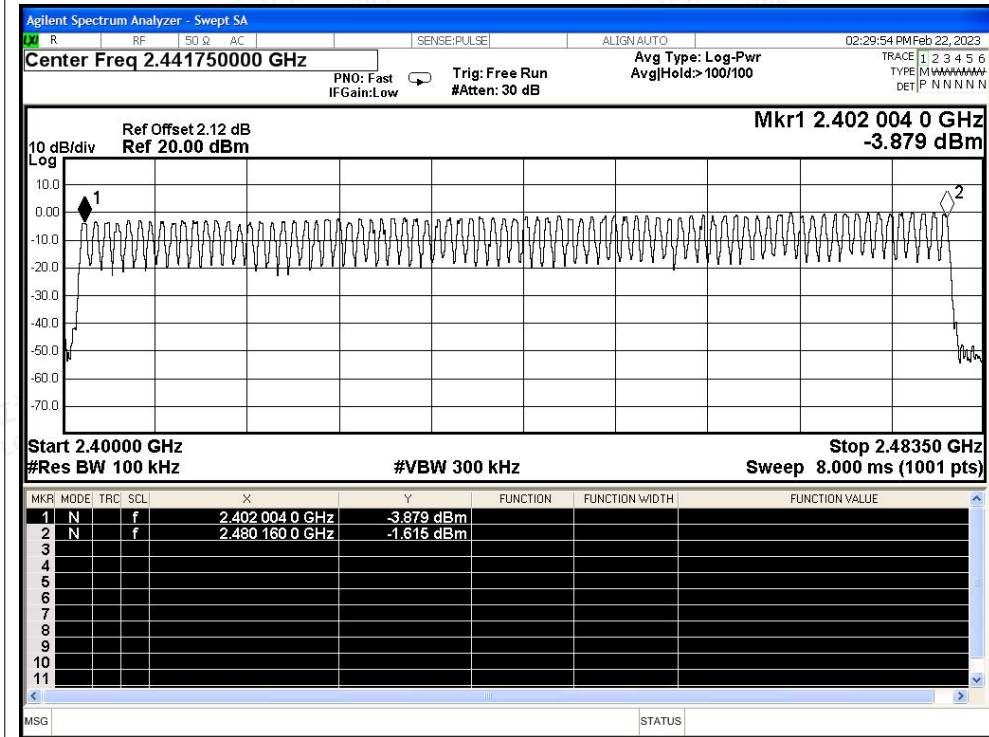 Agilent Spectrum Analyzer - Swept SA
LXI R RF 50 Ω AC SENSE:PULSE ALIGN AUTO 02:29:54 PM Feb 22, 2023
Center Freq 2.441750000 GHz
PNO: Fast
IFGain:Low
Trig: Free Run
#Atten: 30 dB
Avg Type: Log-Pwr
Avg|Hold:>100/100
TRACE 1 2 3 4 5 6
TYPE M
DET P N N N N N
Ref Offset 2.12 dB
10 dB/div Ref 20.00 dBm
Log
Mkr1 2.402 004 0 GHz
-3.879 dBm
10.0
0.00
-10.0
-20.0
-30.0
-40.0
-50.0
-60.0
-70.0
1
2
Start 2.40000 GHz Stop 2.48350 GHz
#Res BW 100 kHz #VBW 300 kHz Sweep 8.000 ms (1001 pts)
MKR MODE TRC SCL X Y FUNCTION FUNCTION WIDTH FUNCTION VALUE
1 N f 2.402 004 0 GHz -3.879 dBm
2 N f 2.480 160 0 GHz -1.615 dBm
3
4
5
6
7
8
9
10
11
MSG STATUS